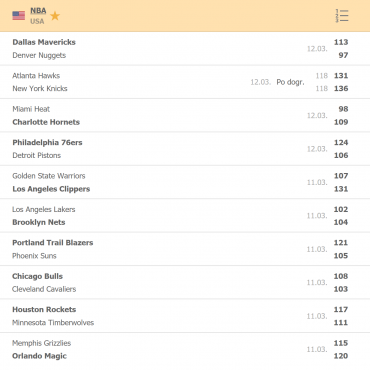 NBA
USA
Dallas Mavericks 12.03. 113
Denver Nuggets 97
Atlanta Hawks 12.03. Po dogr. 118 131
New York Knicks 118 136
Miami Heat 12.03. 98
Charlotte Hornets 109
Philadelphia 76ers 12.03. 124
Detroit Pistons 106
Golden State Warriors 11.03. 107
Los Angeles Clippers 131
Los Angeles Lakers 11.03. 102
Brooklyn Nets 104
Portland Trail Blazers 11.03. 121
Phoenix Suns 105
Chicago Bulls 11.03. 108
Cleveland Cavaliers 103
Houston Rockets 11.03. 117
Minnesota Timberwolves 111
Memphis Grizzlies 11.03. 115
Orlando Magic 120